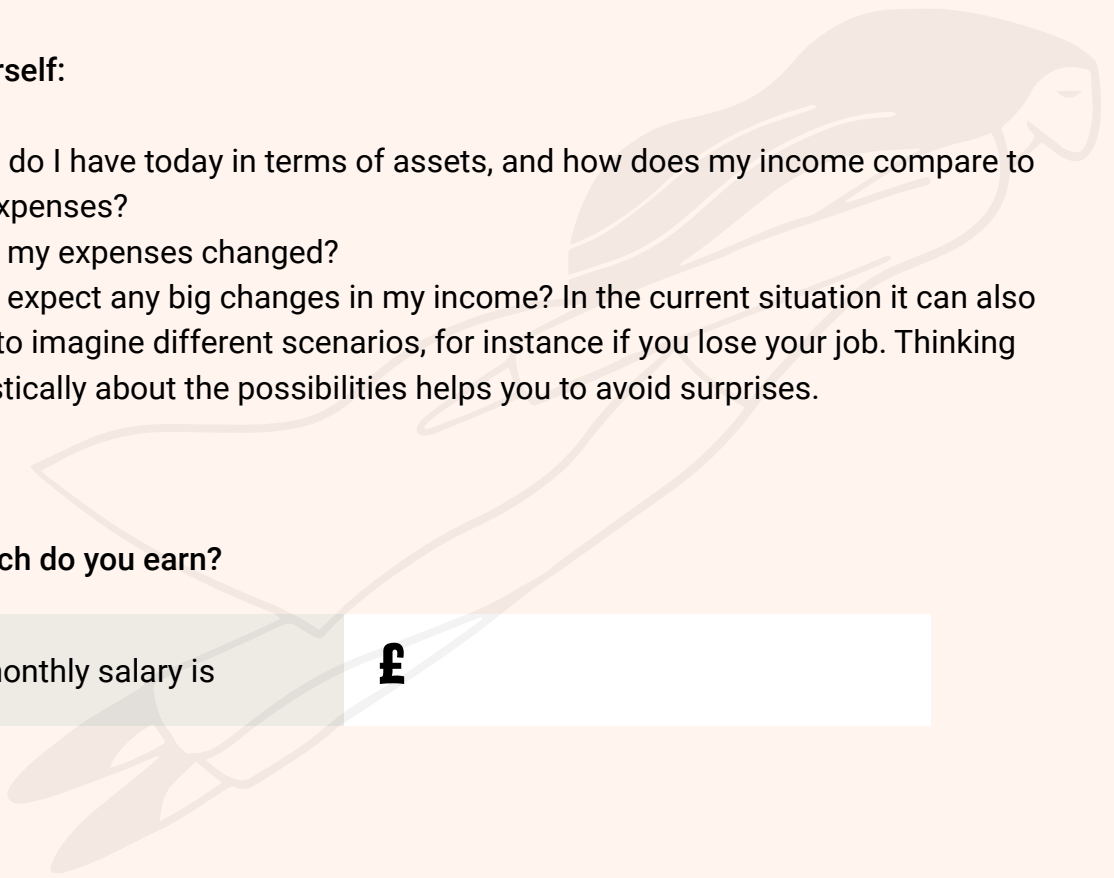 rself:
do I have today in terms of assets, and how does my income compare to
xpenses?
my expenses changed?
expect any big changes in my income? In the current situation it can also
to imagine different scenarios, for instance if you lose your job. Thinking
stically about the possibilities helps you to avoid surprises.
ch do you earn?
onthly salary is
£